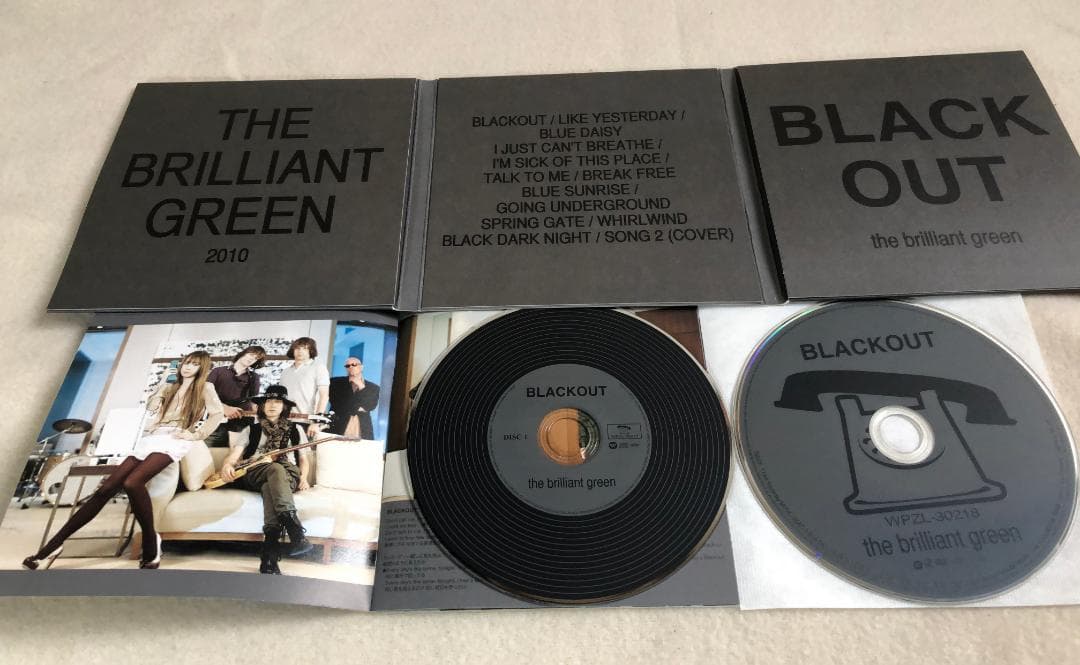 THE
BRILLIANT
GREEN
2010
BLACKOUT / LIKE YESTERDAY /
BLUE DAISY
I JUST CAN'T BREATHE /
I'M SICK OF THIS PLACE /
TALK TO ME / BREAK FREE
BLUE SUNRISE /
GOING UNDERGROUND
SPRING GATE / WHIRLWIND
BLACK DARK NIGHT / SONG 2 (COVER)
BLACK
OUT
the brilliant green
BLACKOUT
DISC 1
the brilliant green
BLACKOUT
WPZL-30218
the brilliant green
BLACKOUT